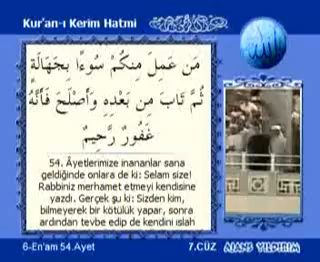 Kur'an-ı Kerim Hatmi
مَن عَمِلَ مِنكُمْ سُوءًا بِجَهَالَةٍ
ثُمَّ تَابَ مِن بَعْدِهِ وَأَصْلَحَ فَأَنَّهُ
غَفُورٌ رَحِيمٌ
54. Âyetlerimize inananlar sana
geldiğinde onlara de ki: Selam size!
Rabbiniz merhamet etmeyi kendisine
yazdı. Gerçek şu ki: Sizden kim,
bilmeyerek bir kötülük yapar, sonra
ardından tevbe edip de kendini ıslah
6-En'am 54.Ayet
7.CÜZ
AJANS YILDIRIM